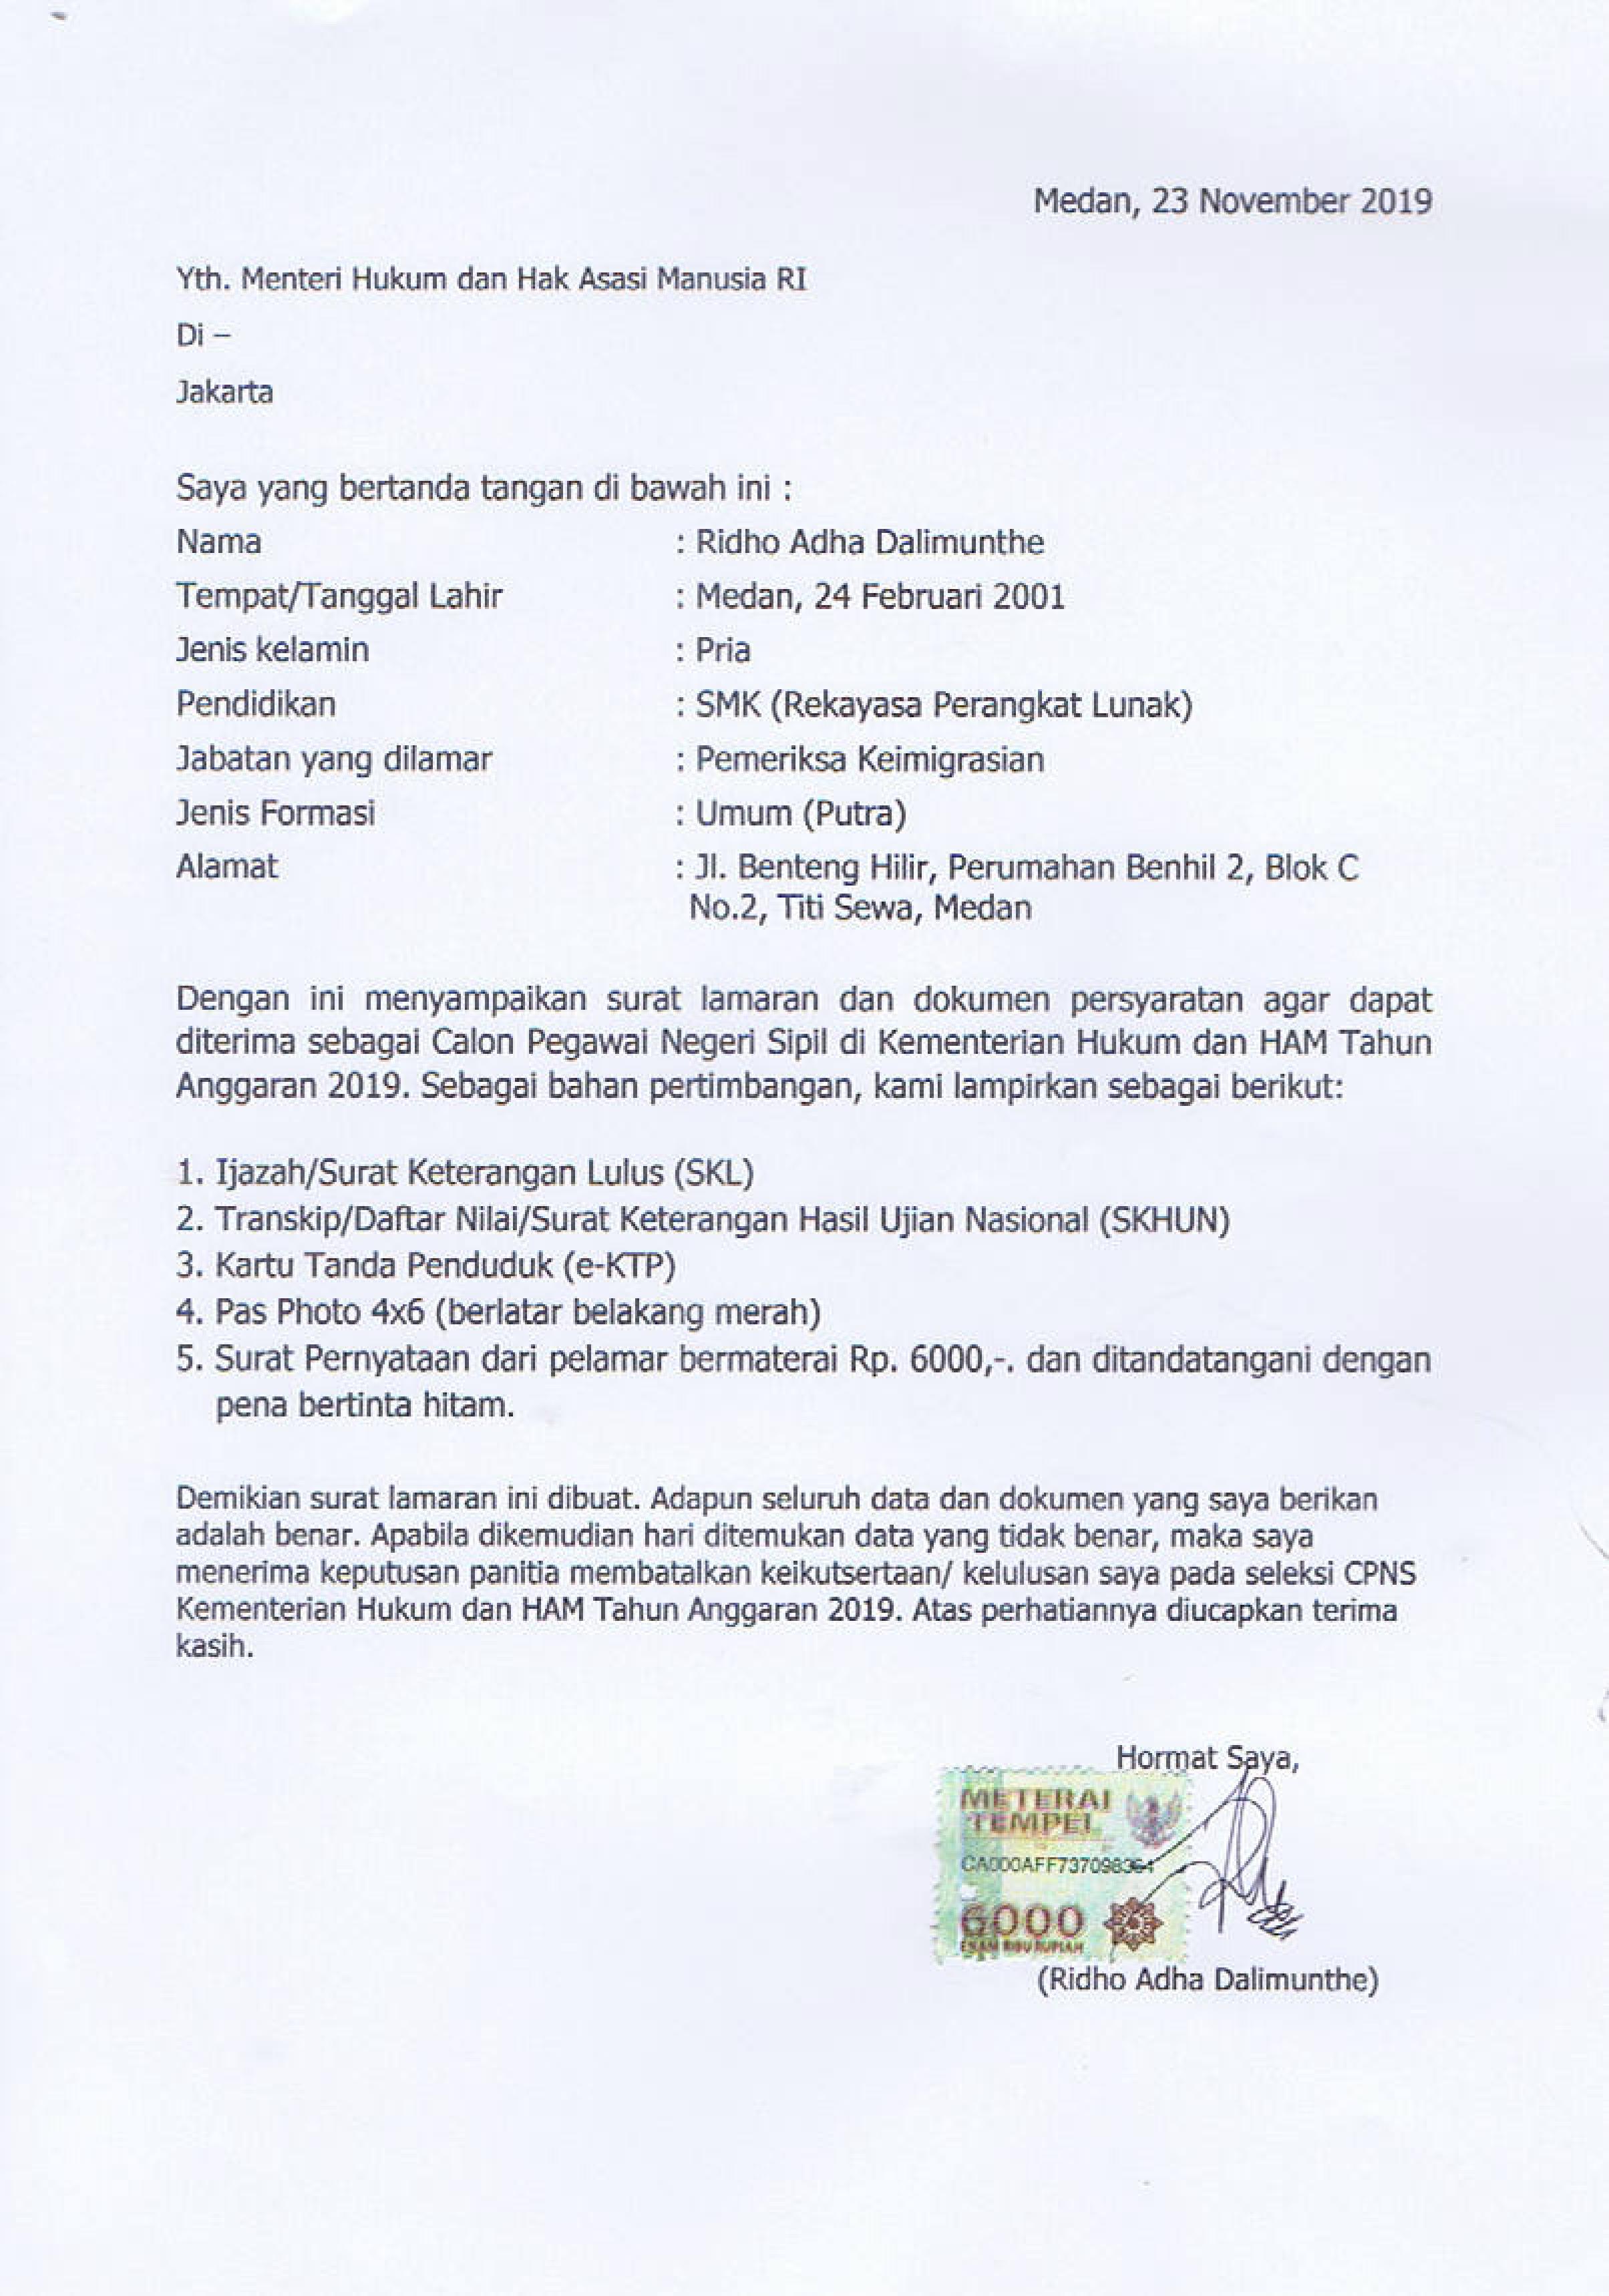 Medan, 23 November 2019
Yth. Menteri Hukum dan Hak Asasi Manusia RI
Di –
Jakarta
Saya yang bertanda tangan di bawah ini :
Nama : Ridho Adha Dalimunthe
Tempat/Tanggal Lahir : Medan, 24 Februari 2001
Jenis kelamin : Pria
Pendidikan : SMK (Rekayasa Perangkat Lunak)
Jabatan yang dilamar : Pemeriksa Keimigrasian
Jenis Formasi : Umum (Putra)
Alamat : Jl. Benteng Hilir, Perumahan Benhil 2, Blok C
No.2, Titi Sewa, Medan
Dengan ini menyampaikan surat lamaran dan dokumen persyaratan agar dapat
diterima sebagai Calon Pegawai Negeri Sipil di Kementerian Hukum dan HAM Tahun
Anggaran 2019. Sebagai bahan pertimbangan, kami lampirkan sebagai berikut:
1. Ijazah/Surat Keterangan Lulus (SKL)
2. Transkip/Daftar Nilai/Surat Keterangan Hasil Ujian Nasional (SKHUN)
3. Kartu Tanda Penduduk (e-KTP)
4. Pas Photo 4x6 (berlatar belakang merah)
5. Surat Pernyataan dari pelamar bermaterai Rp. 6000,-. dan ditandatangani dengan
pena bertinta hitam.
Demikian surat lamaran ini dibuat. Adapun seluruh data dan dokumen yang saya berikan
adalah benar. Apabila dikemudian hari ditemukan data yang tidak benar, maka saya
menerima keputusan panitia membatalkan keikutsertaan/ kelulusan saya pada seleksi CPNS
Kementerian Hukum dan HAM Tahun Anggaran 2019. Atas perhatiannya diucapkan terima
kasih.
Hormat Saya,
METERAI
TEMPEL
6000
ENAM RIBU RUPIAH
(Ridho Adha Dalimunthe)